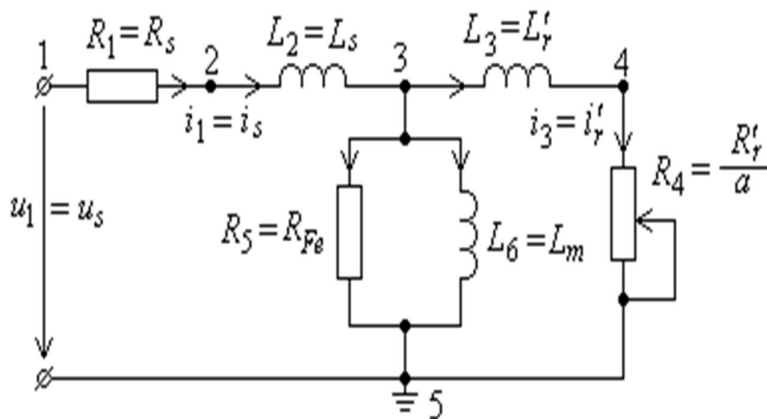 1
R₁=Rₛ
2
L₂=Lₛ
3
L₃=L'ᵣ
4
i₁=iₛ
i₃=i'ᵣ
R₄=R'ᵣ/a
u₁=uₛ
R₅=R_Fe
L₆=Lₘ
5